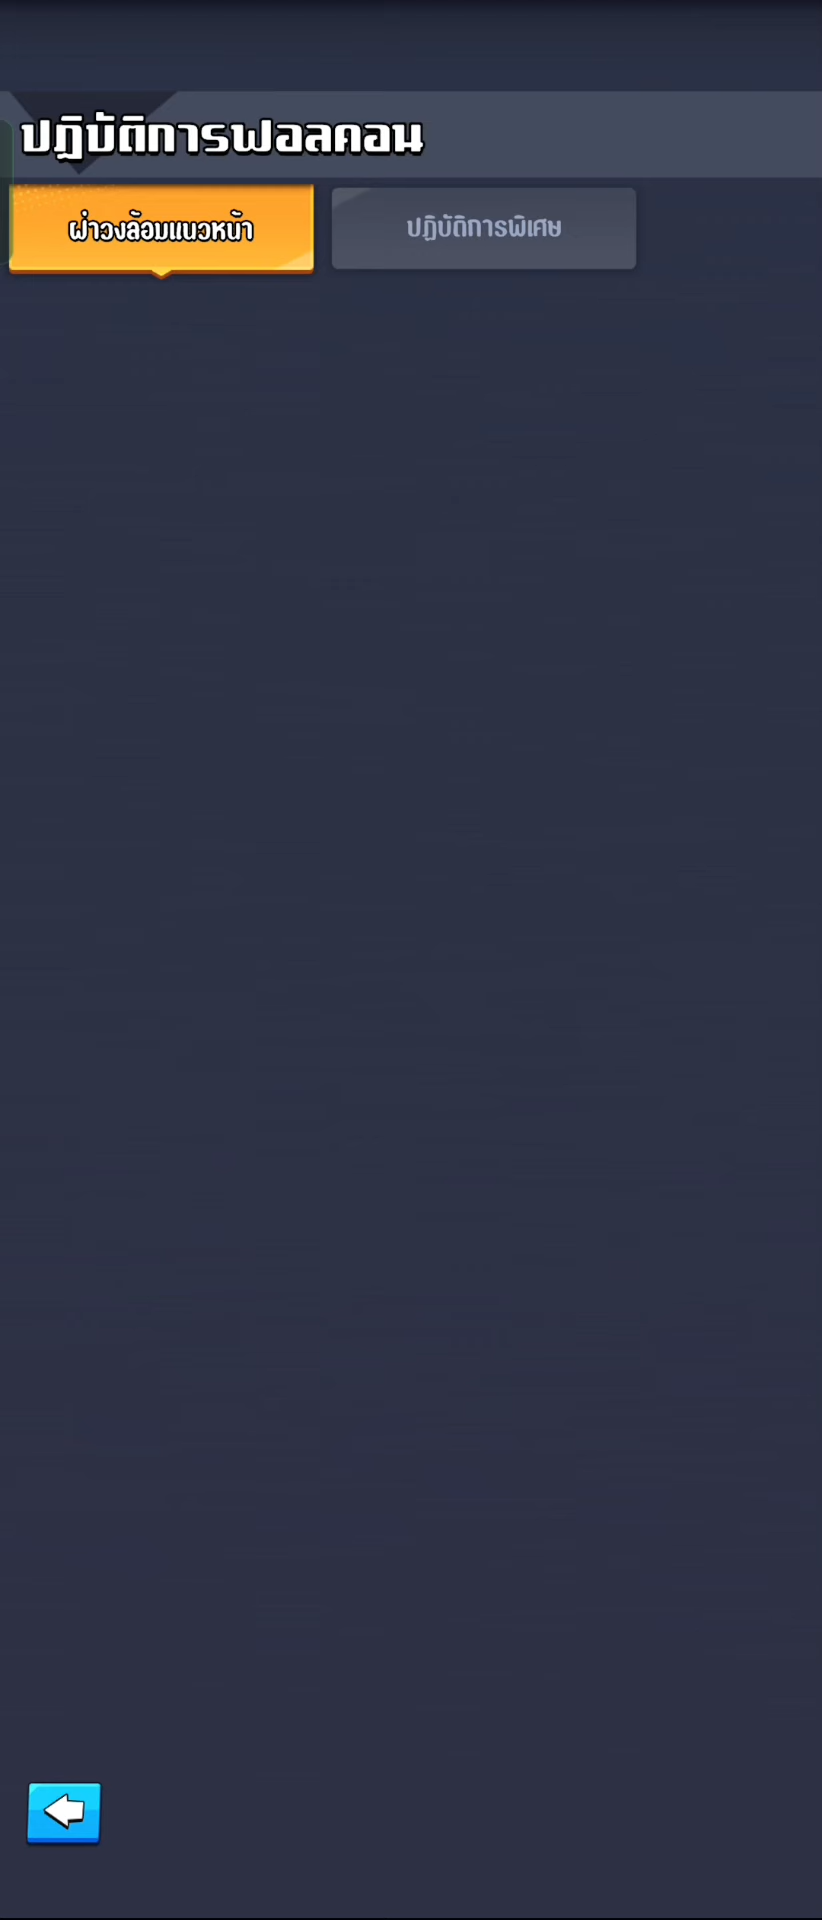 ปฏิบัติการฟอลคอน
ฝ่าวงล้อมแนวหน้า
ปฏิบัติการพิเศษ